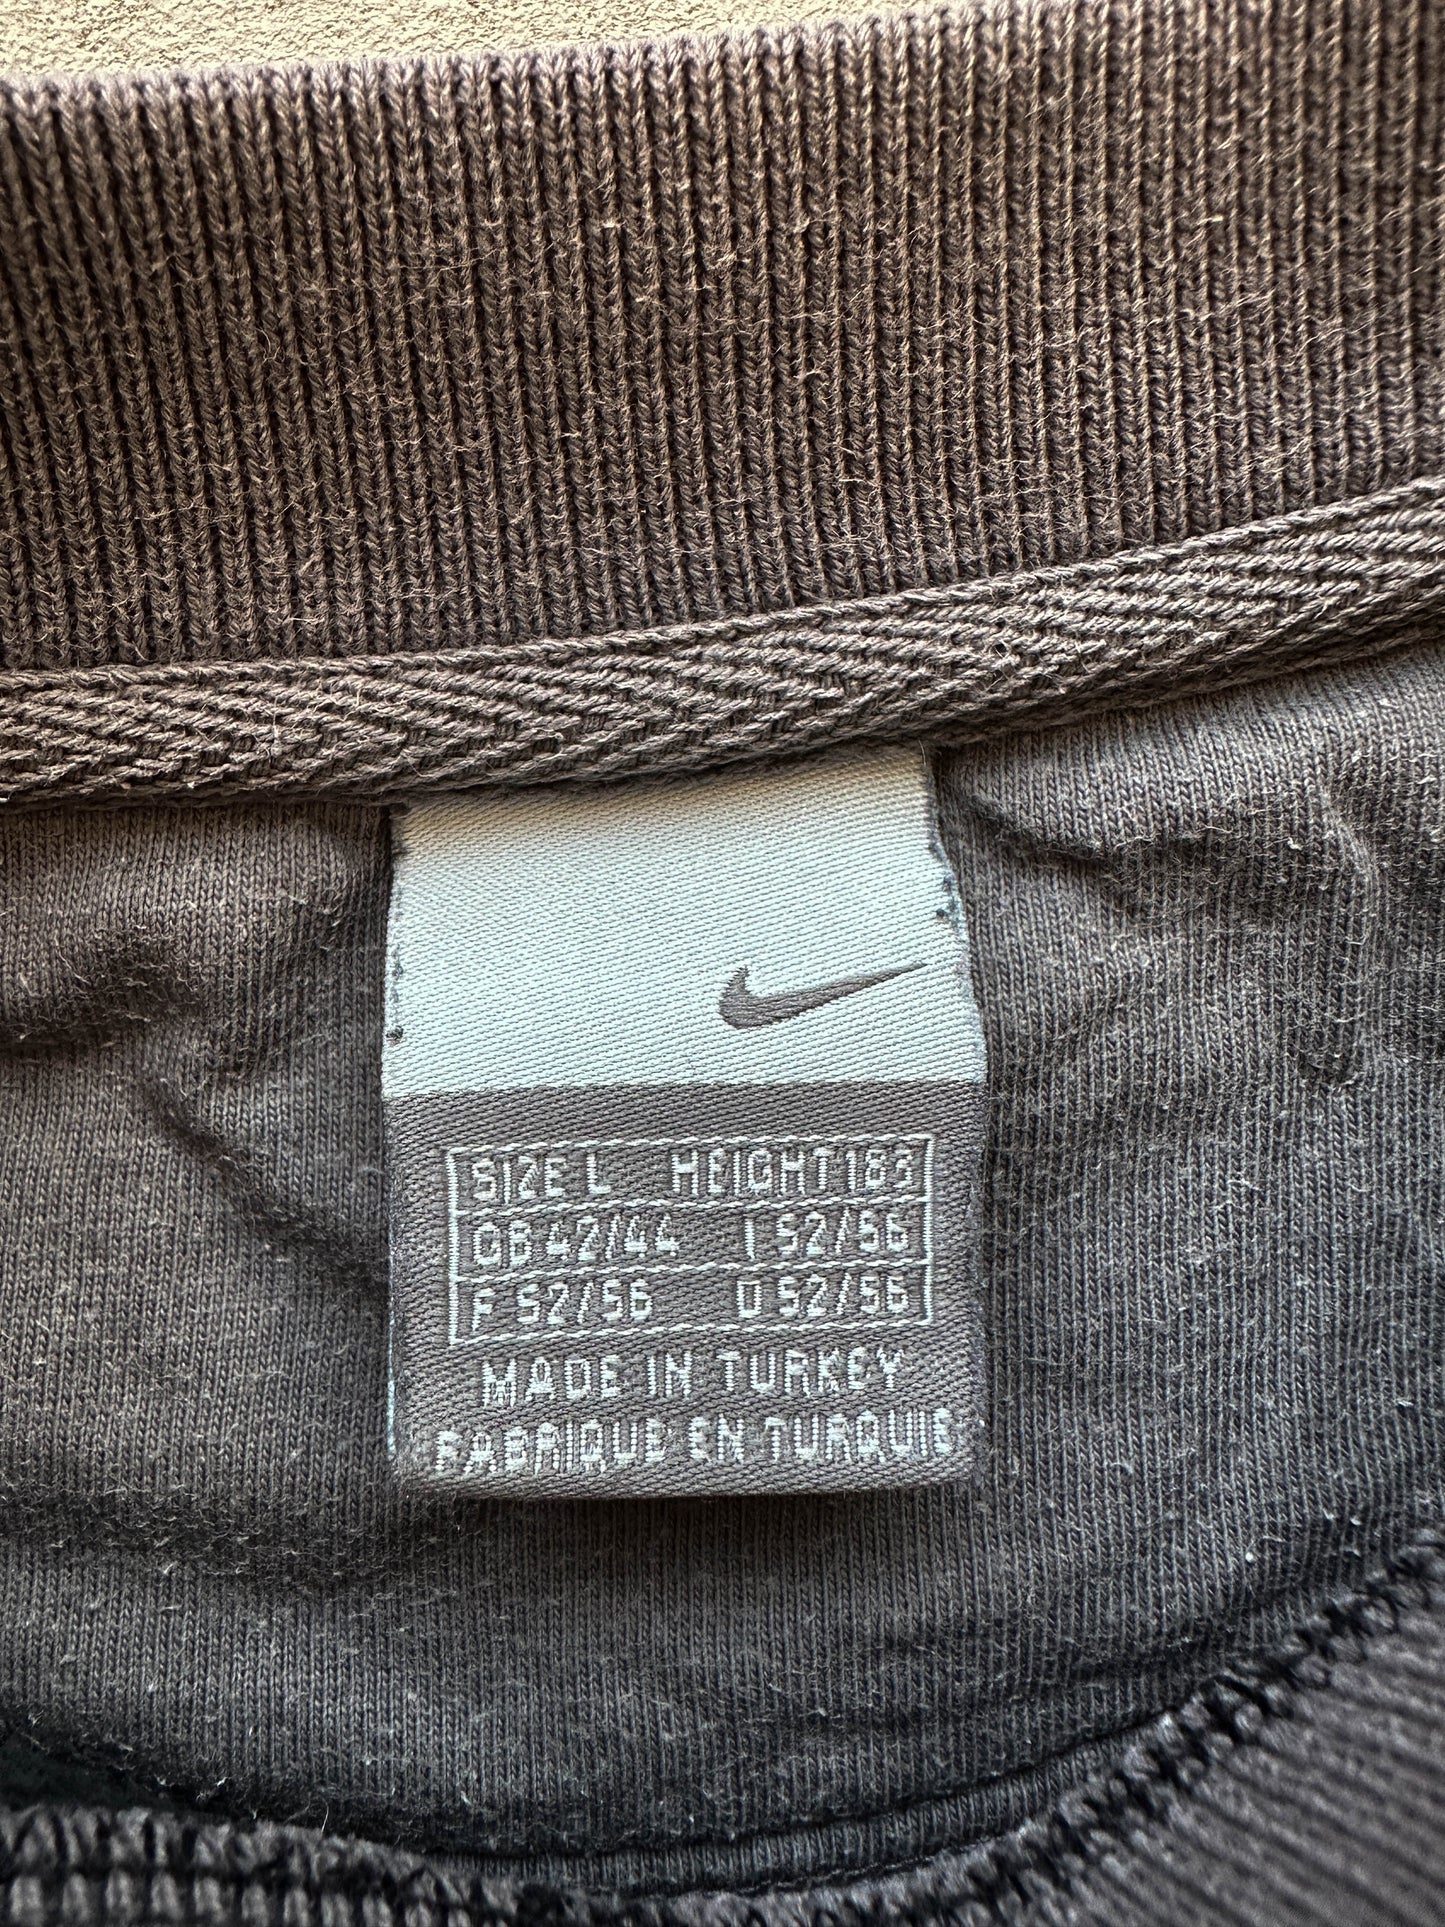 SIZE L HEIGHT 183
GB 42/44 I 52/56
F 52/56 D 52/56
MADE IN TURKEY
FABRIQUE EN TURQUIE